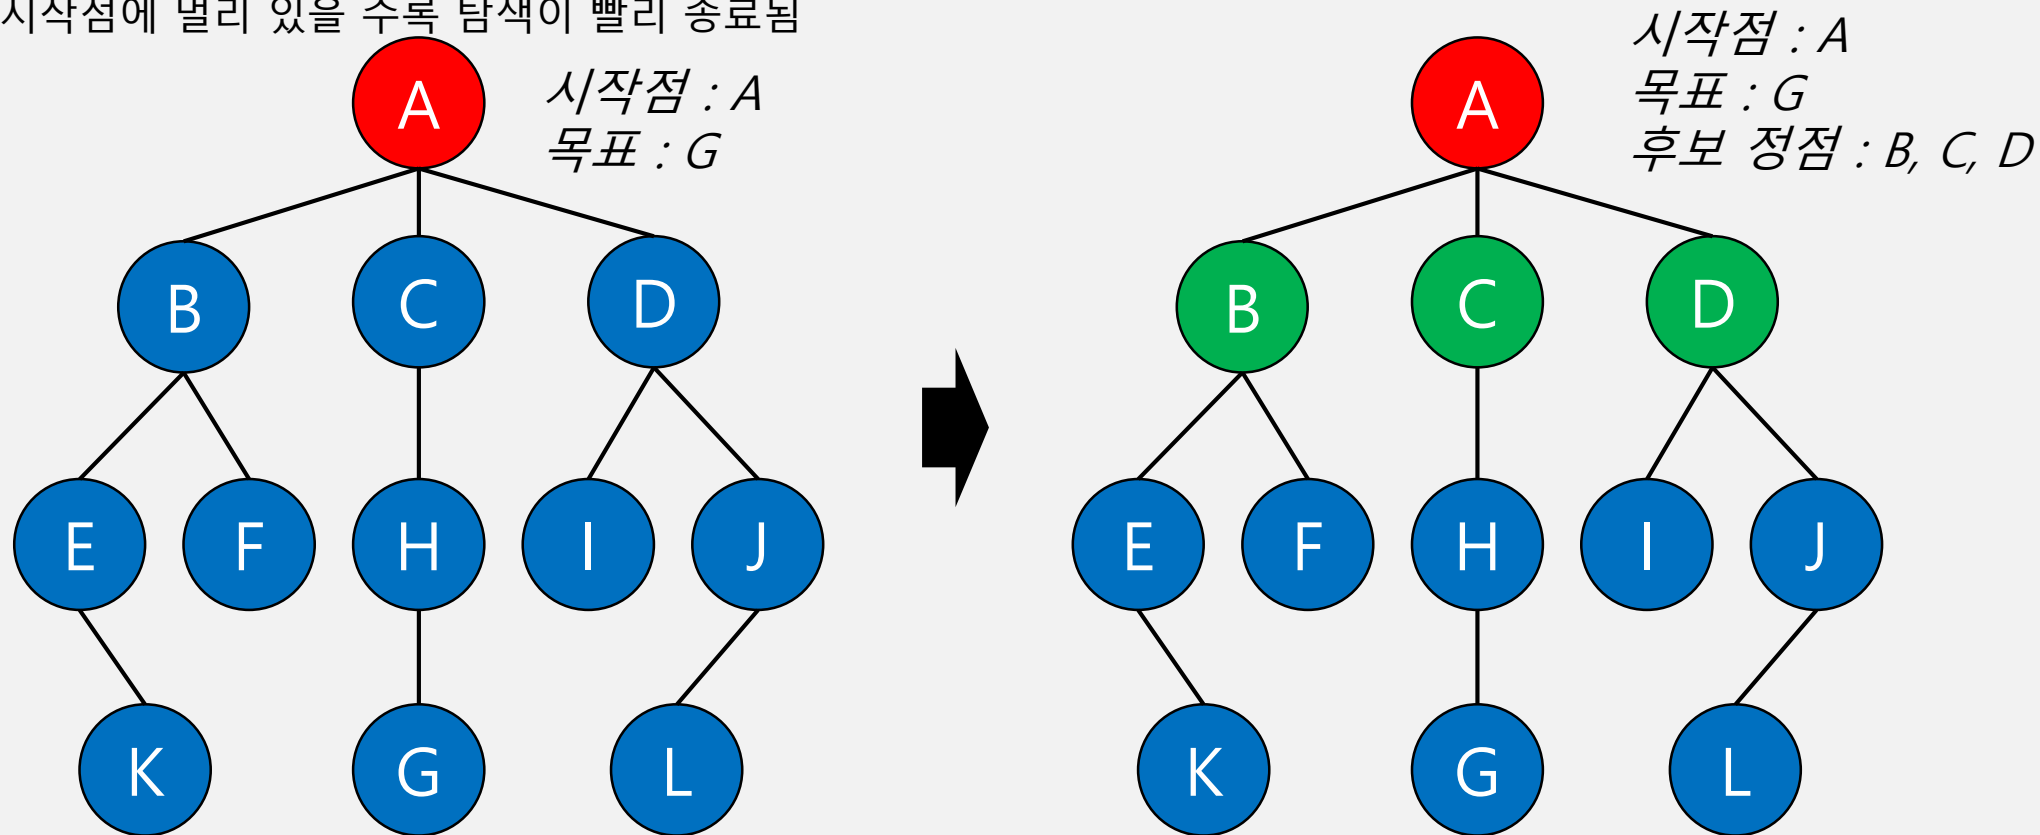 시작점에 멀리 있을 수록 탐색이 빨리 종료됨
시작점 : A
목표 : G
A
B C D
E F H I J
K G L
시작점 : A
목표 : G
후보 정점 : B, C, D
A
B C D
E F H I J
K G L